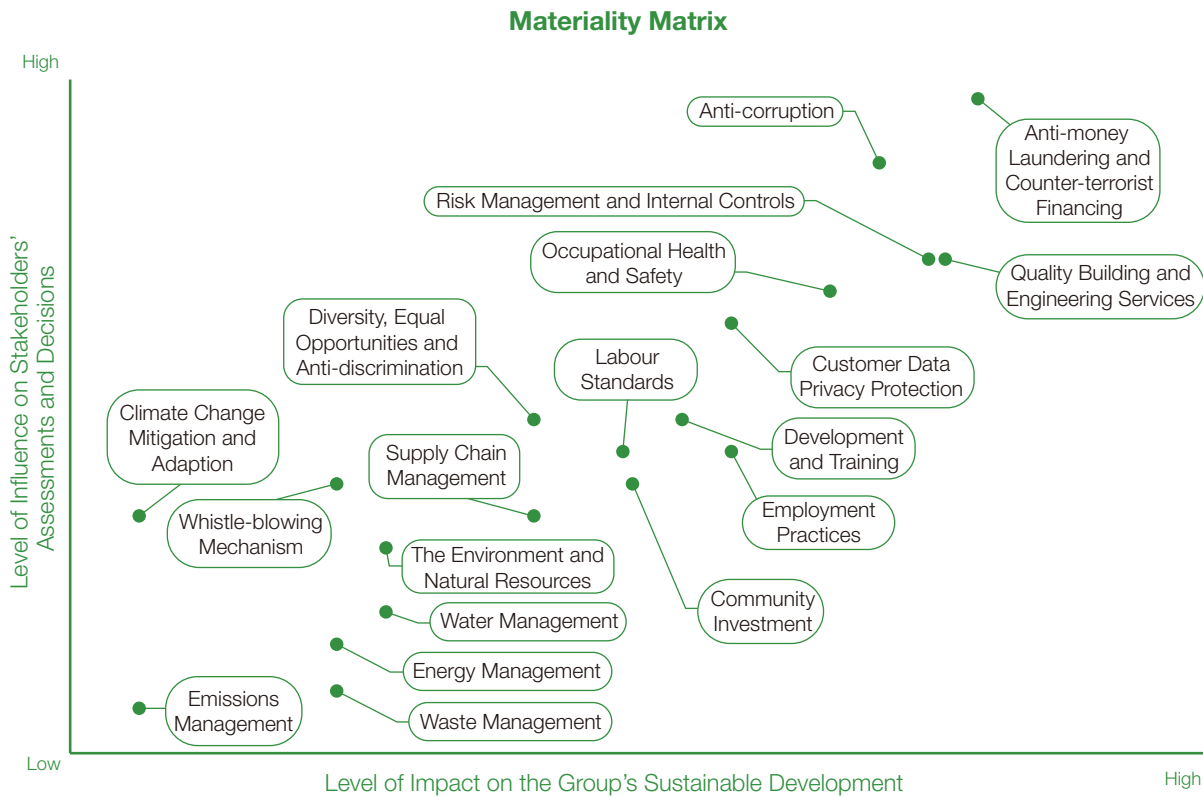 Materiality Matrix
High
Anti-corruption
Anti-money
Laundering and
Counter-terrorist
Financing
Risk Management and Internal Controls
Occupational Health
and Safety
Quality Building and
Engineering Services
Diversity, Equal
Opportunities and
Anti-discrimination
Labour
Standards
Customer Data
Privacy Protection
Climate Change
Mitigation and
Adaption
Supply Chain
Management
Development
and Training
Whistle-blowing
Mechanism
Employment
Practices
The Environment and
Natural Resources
Community
Investment
Water Management
Energy Management
Emissions
Management
Waste Management
Level of Influence on Stakeholders’
Assessments and Decisions
Low
Level of Impact on the Group’s Sustainable Development
High